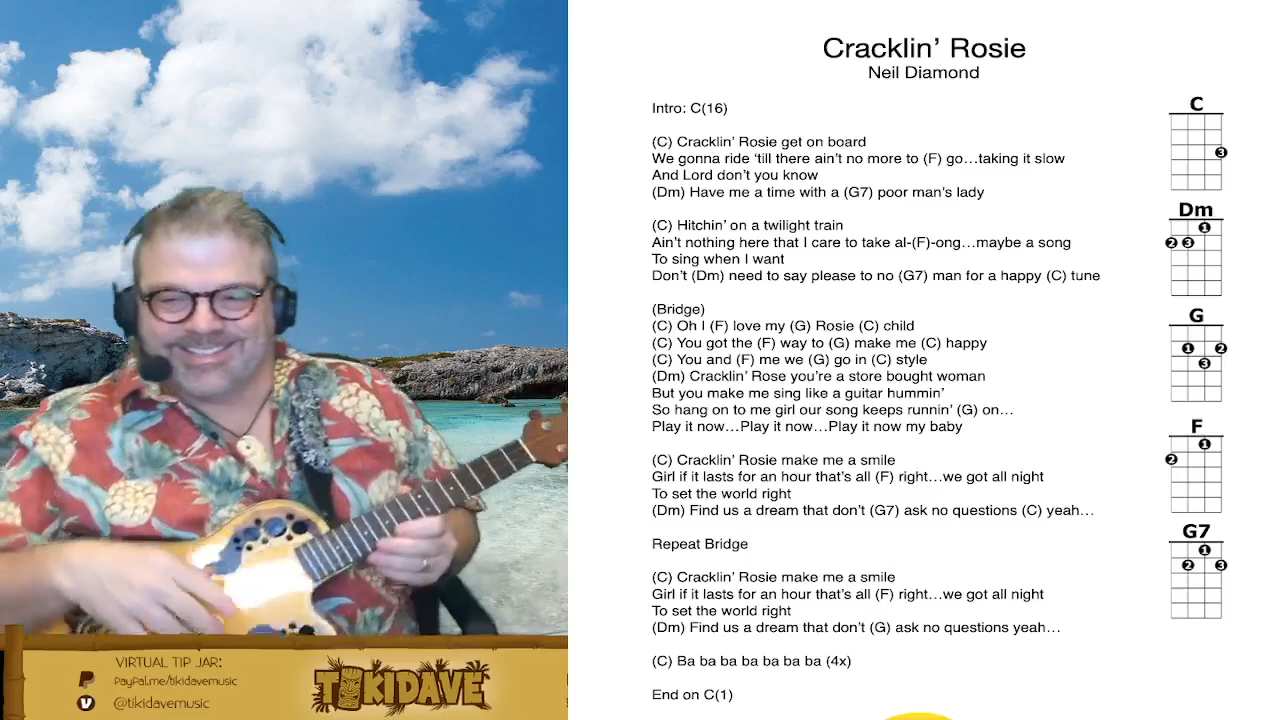 Cracklin' Rosie
Neil Diamond
Intro: C(16)
(C) Cracklin' Rosie get on board
We gonna ride 'till there ain't no more to (F) go…taking it slow
And Lord don't you know
(Dm) Have me a time with a (G7) poor man's lady
(C) Hitchin' on a twilight train
Ain't nothing here that I care to take al-(F)-ong…maybe a song
To sing when I want
Don't (Dm) need to say please to no (G7) man for a happy (C) tune
(Bridge)
(C) Oh I (F) love my (G) Rosie (C) child
(C) You got the (F) way to (G) make me (C) happy
(C) You and (F) me we (G) go in (C) style
(Dm) Cracklin' Rose you're a store bought woman
But you make me sing like a guitar hummin'
So hang on to me girl our song keeps runnin' (G) on…
Play it now…Play it now…Play it now my baby
(C) Cracklin' Rosie make me a smile
Girl if it lasts for an hour that's all (F) right…we got all night
To set the world right
(Dm) Find us a dream that don't (G7) ask no questions (C) yeah…
Repeat Bridge
(C) Cracklin' Rosie make me a smile
Girl if it lasts for an hour that's all (F) right…we got all night
To set the world right
(Dm) Find us a dream that don't (G) ask no questions yeah…
(C) Ba ba ba ba ba ba ba (4x)
End on C(1)
C
3
Dm
1
2 3
G
1 2
3
F
1
2
G7
1
2 3
VIRTUAL TIP JAR:
PayPal.me/tikidavemusic
@tikidavemusic
TIKIDAVE